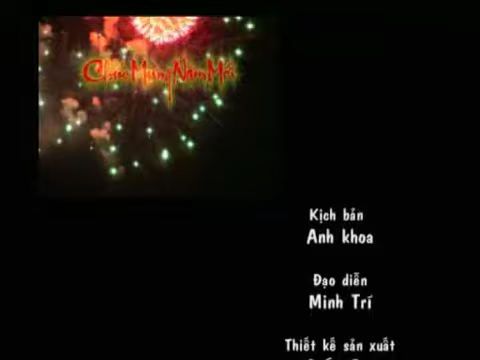 Chúc Mừng Năm Mới
Kịch bản
Anh khoa
Đạo diễn
Minh Trí
Thiết kế sản xuất